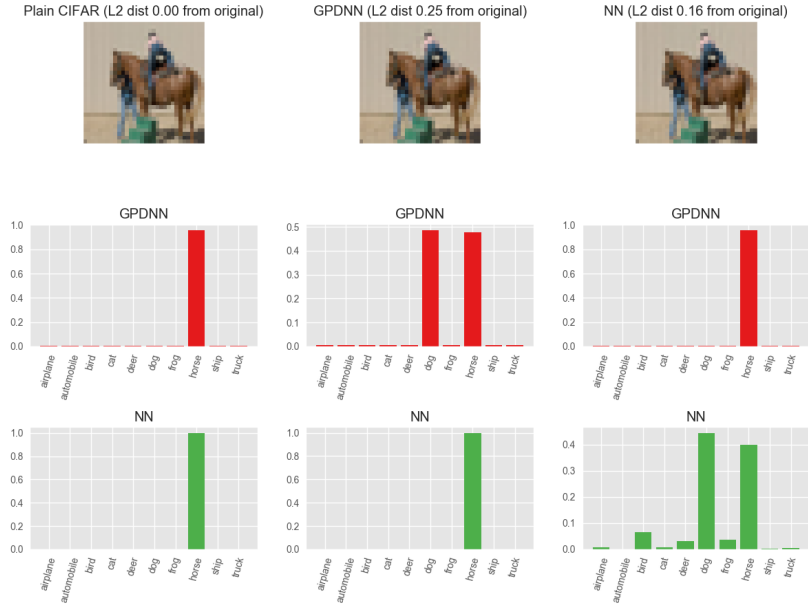 Plain CIFAR (L2 dist 0.00 from original)
GPDNN (L2 dist 0.25 from original)
NN (L2 dist 0.16 from original)
GPDNN
1.0
0.8
0.6
0.4
0.2
0.0
airplane
automobile
bird
cat
deer
dog
frog
horse
ship
truck
GPDNN
0.5
0.4
0.3
0.2
0.1
0.0
airplane
automobile
bird
cat
deer
dog
frog
horse
ship
truck
GPDNN
1.0
0.8
0.6
0.4
0.2
0.0
airplane
automobile
bird
cat
deer
dog
frog
horse
ship
truck
NN
1.0
0.8
0.6
0.4
0.2
0.0
airplane
automobile
bird
cat
deer
dog
frog
horse
ship
truck
NN
1.0
0.8
0.6
0.4
0.2
0.0
airplane
automobile
bird
cat
deer
dog
frog
horse
ship
truck
NN
0.4
0.3
0.2
0.1
0.0
airplane
automobile
bird
cat
deer
dog
frog
horse
ship
truck